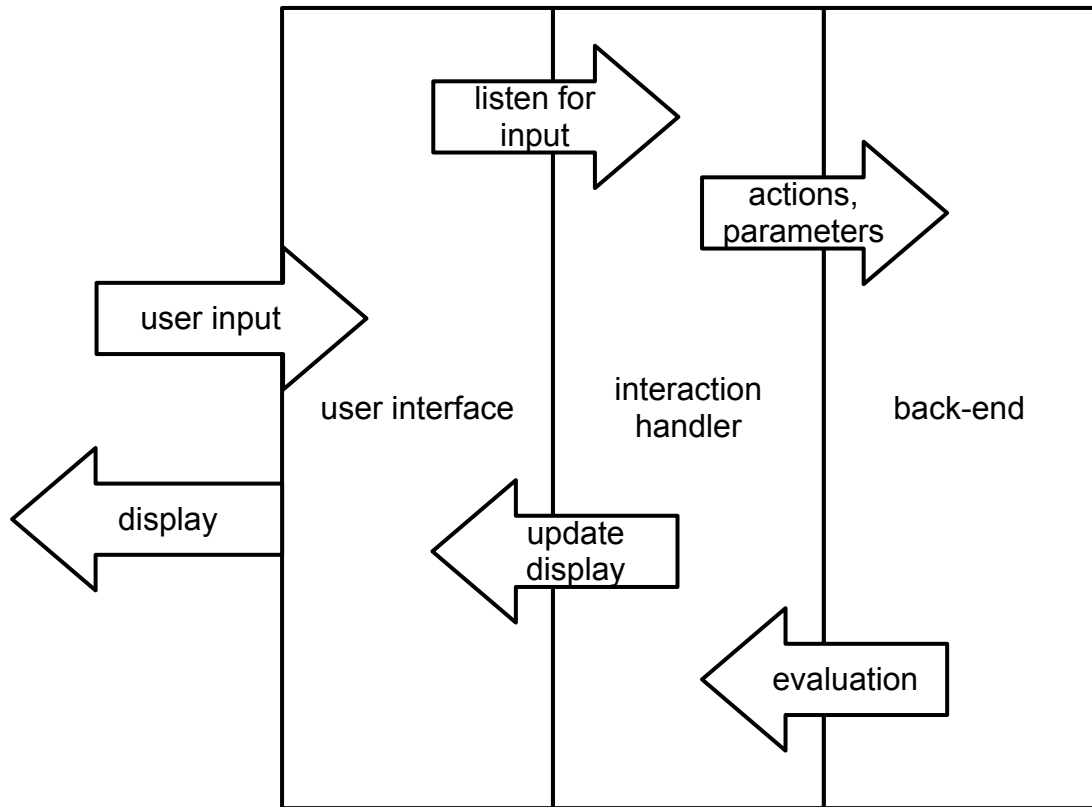 listen for
input
actions,
parameters
user input
user interface
interaction
handler
back-end
display
update
display
evaluation